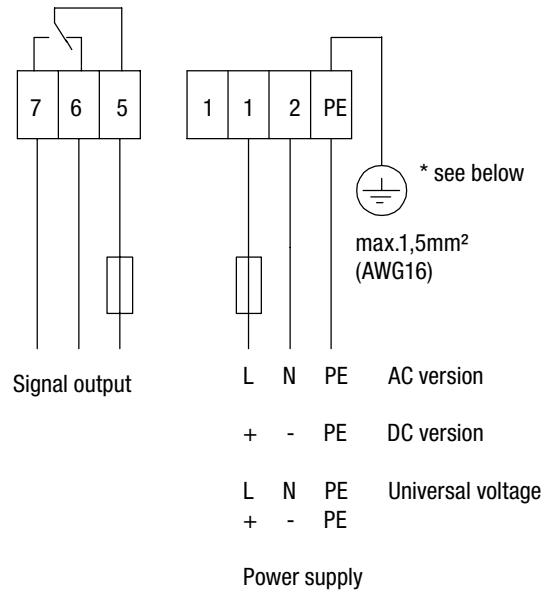 7 6 5
1 1 2 PE
* see below
max.1,5mm²
(AWG16)
Signal output
L N PE AC version
+ - PE DC version
L N PE Universal voltage
+ - PE
Power supply